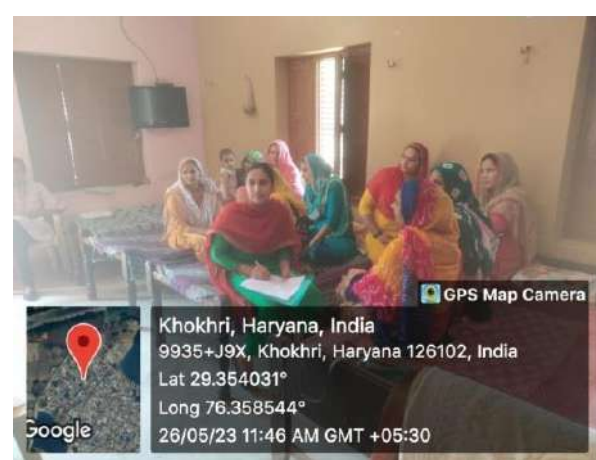 GPS Map Camera
Khokhri, Haryana, India
9935+J9X, Khokhri, Haryana 126102, India
Lat 29.354031°
Long 76.358544°
26/05/23 11:46 AM GMT +05:30
Google